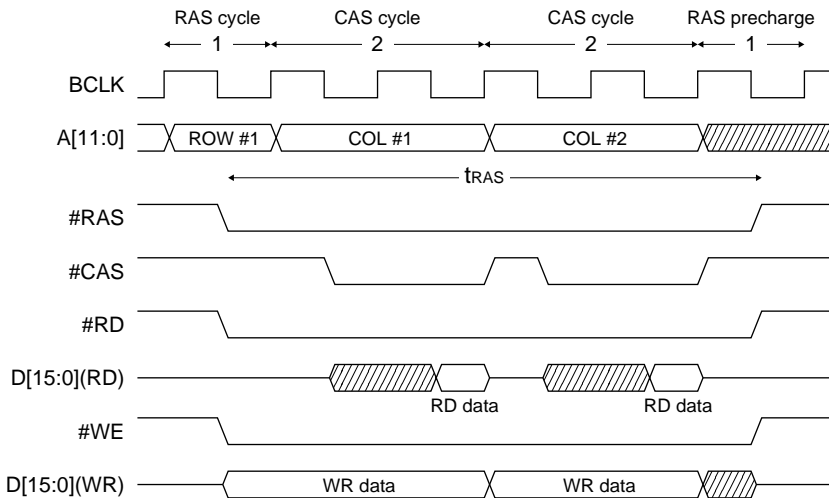 RAS cycle CAS cycle CAS cycle RAS precharge
1 2 2 1
BCLK
A[11:0] ROW #1 COL #1 COL #2
tRAS
#RAS
#CAS
#RD
D[15:0](RD)
RD data RD data
#WE
D[15:0](WR) WR data WR data